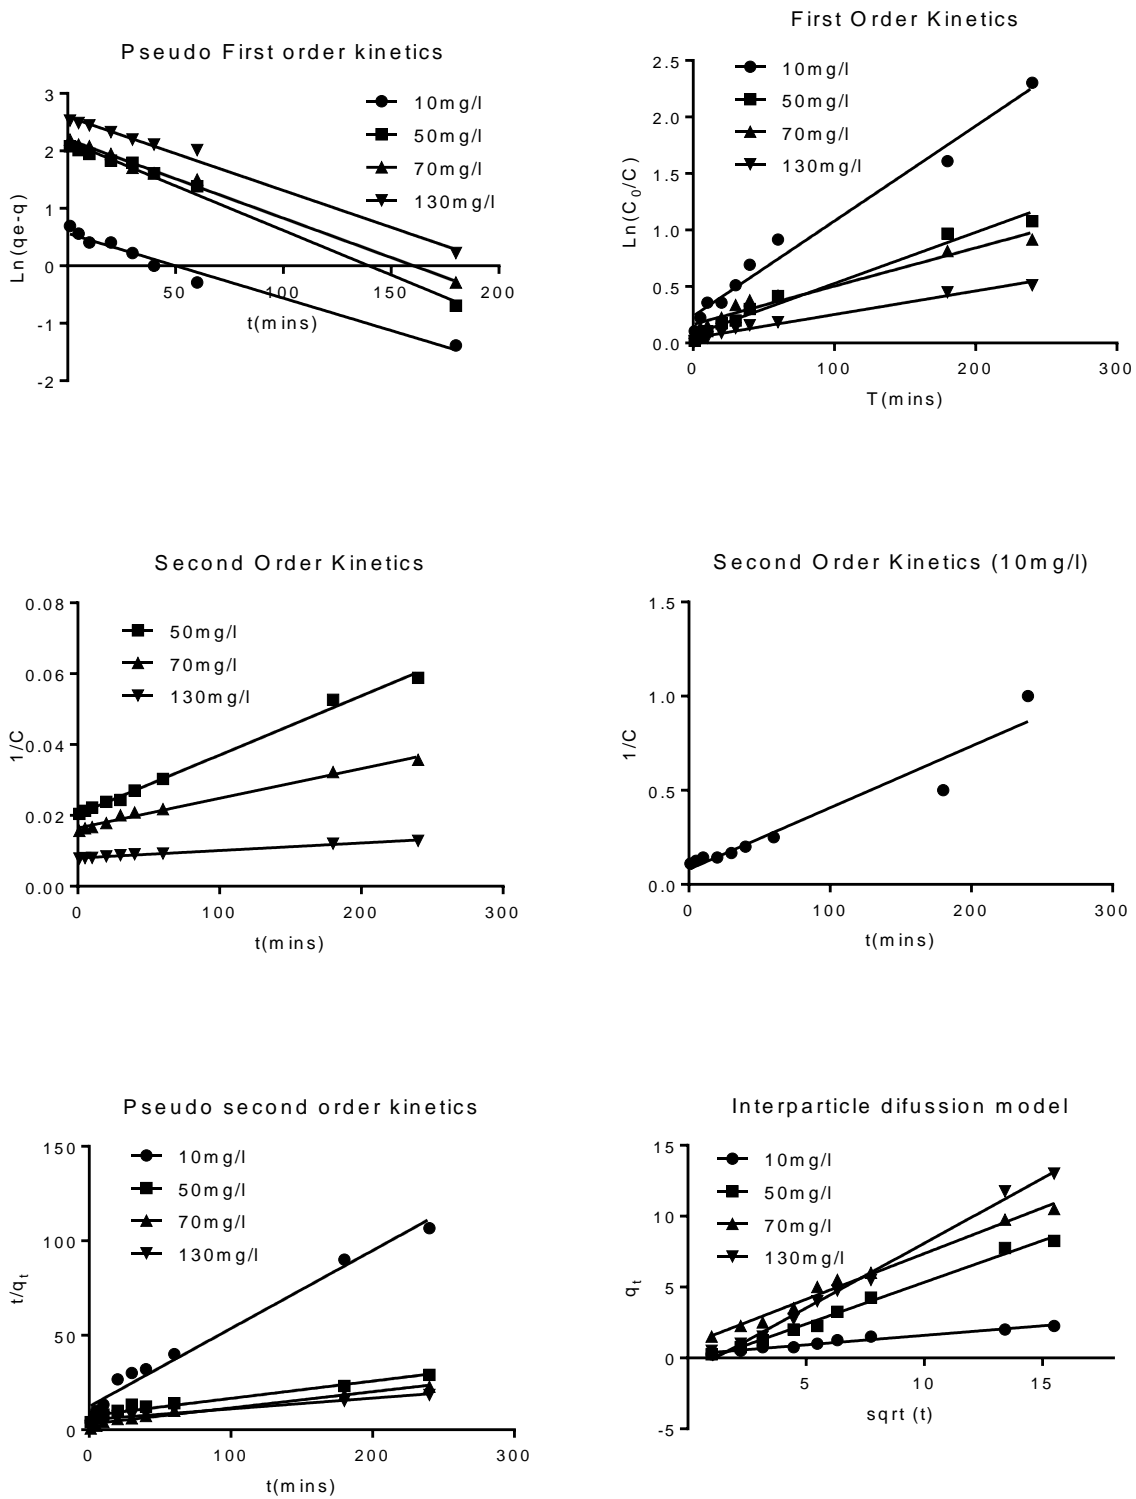 Pseudo First order kinetics
3
2
1
0
-1
-2
50
100
150
200
Ln(qe-q)
t(mins)
10mg/l
50mg/l
70mg/l
130mg/l
First Order Kinetics
2.5
2.0
1.5
1.0
0.5
0.0
0
100
200
300
Ln(C0/C)
T(mins)
10mg/l
50mg/l
70mg/l
130mg/l
Second Order Kinetics
0.08
0.06
0.04
0.02
0.00
0
100
200
300
1/C
t(mins)
50mg/l
70mg/l
130mg/l
Second Order Kinetics (10mg/l)
1.5
1.0
0.5
0.0
0
100
200
300
1/C
t(mins)
Pseudo second order kinetics
150
100
50
0
0
100
200
300
t/qt
t(mins)
10mg/l
50mg/l
70mg/l
130mg/l
Interparticle difussion model
15
10
5
0
-5
5
10
15
qt
sqrt (t)
10mg/l
50mg/l
70mg/l
130mg/l